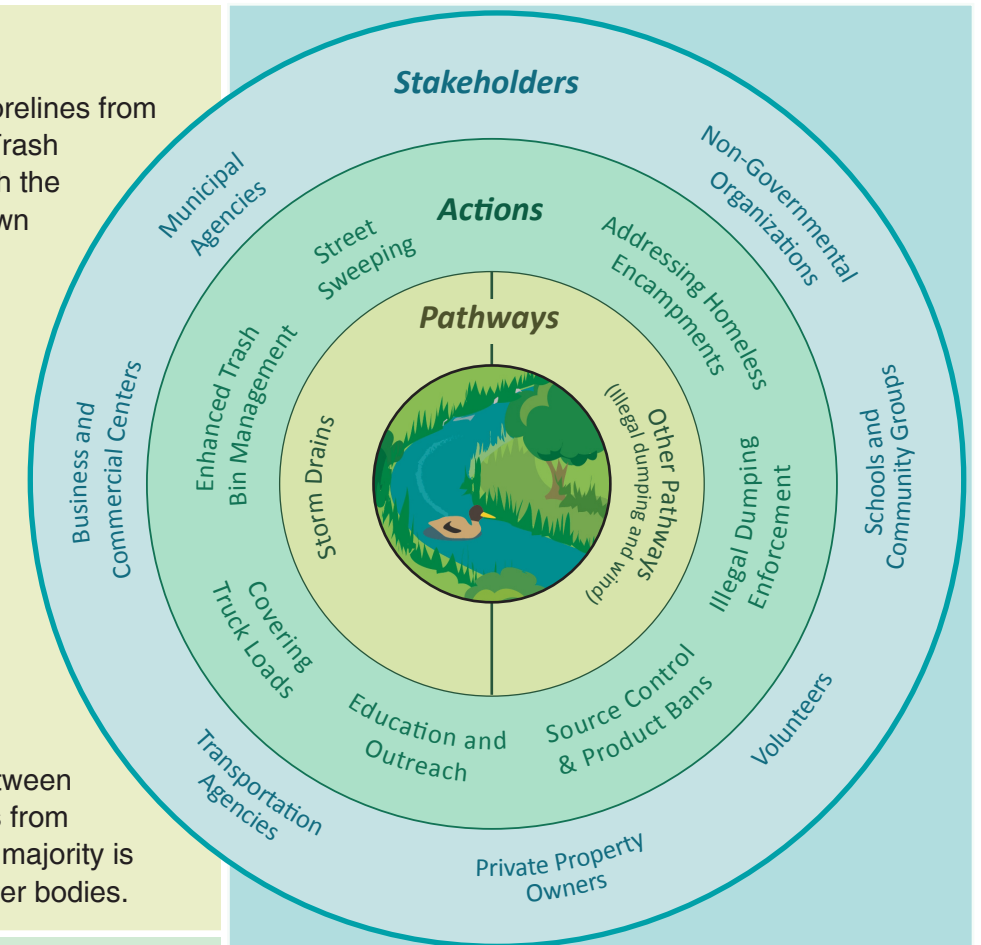 orelines from
Trash
h the
wn
tween
s from
majority is
er bodies.
Stakeholders
Municipal
Agencies
Non-Governmental
Organizations
Business and
Commercial Centers
Schools and
Community Groups
Transportation
Agencies
Volunteers
Private Property
Owners
Actions
Street
Sweeping
Addressing Homeless
Encampments
Enhanced Trash
Bin Management
Illegal Dumping
Enforcement
Covering
Truck Loads
Education and
Outreach
Source Control
& Product Bans
Pathways
Storm Drains
Other Pathways
(Illegal dumping and wind)